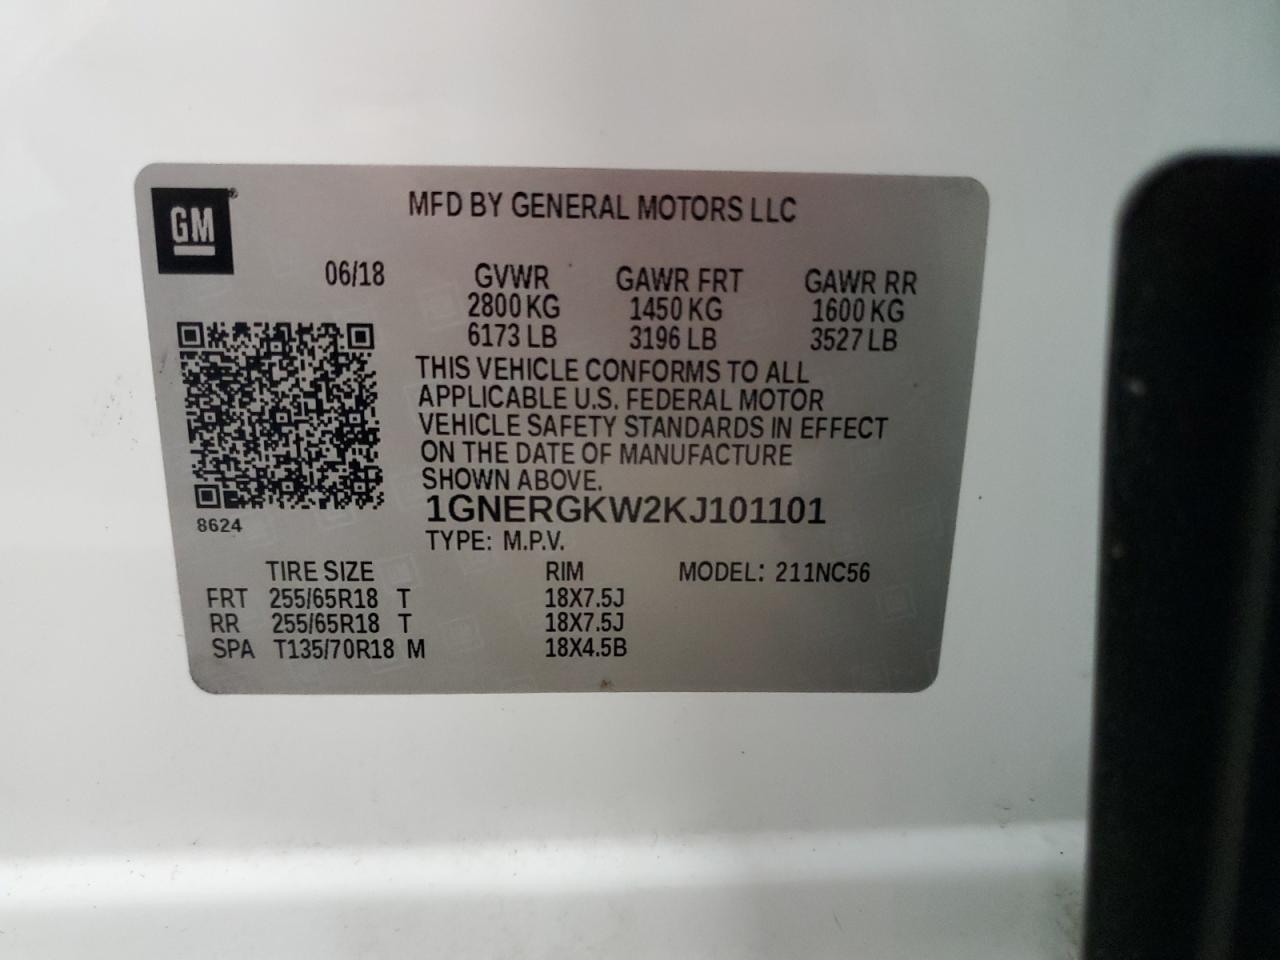 GM®
MFD BY GENERAL MOTORS LLC
06/18 GVWR GAWR FRT GAWR RR
2800 KG 1450 KG 1600 KG
6173 LB 3196 LB 3527 LB
THIS VEHICLE CONFORMS TO ALL
APPLICABLE U.S. FEDERAL MOTOR
VEHICLE SAFETY STANDARDS IN EFFECT
ON THE DATE OF MANUFACTURE
SHOWN ABOVE.
1GNERGKW2KJ101101
8624
TYPE: M.P.V.
TIRE SIZE RIM MODEL: 211NC56
FRT 255/65R18 T 18X7.5J
RR 255/65R18 T 18X7.5J
SPA T135/70R18 M 18X4.5B